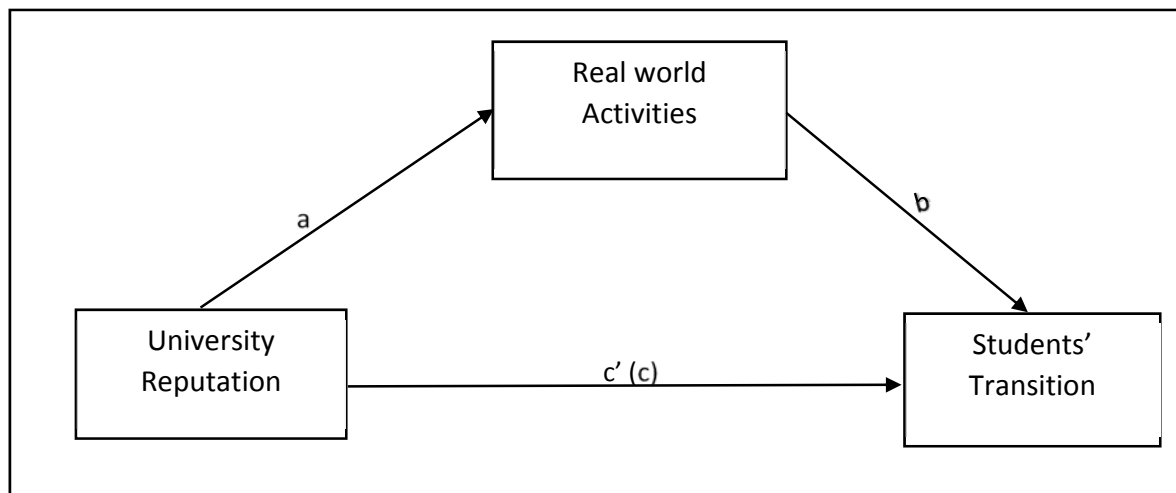 Real world
Activities
a
b
University
Reputation
c’ (c)
Students’
Transition